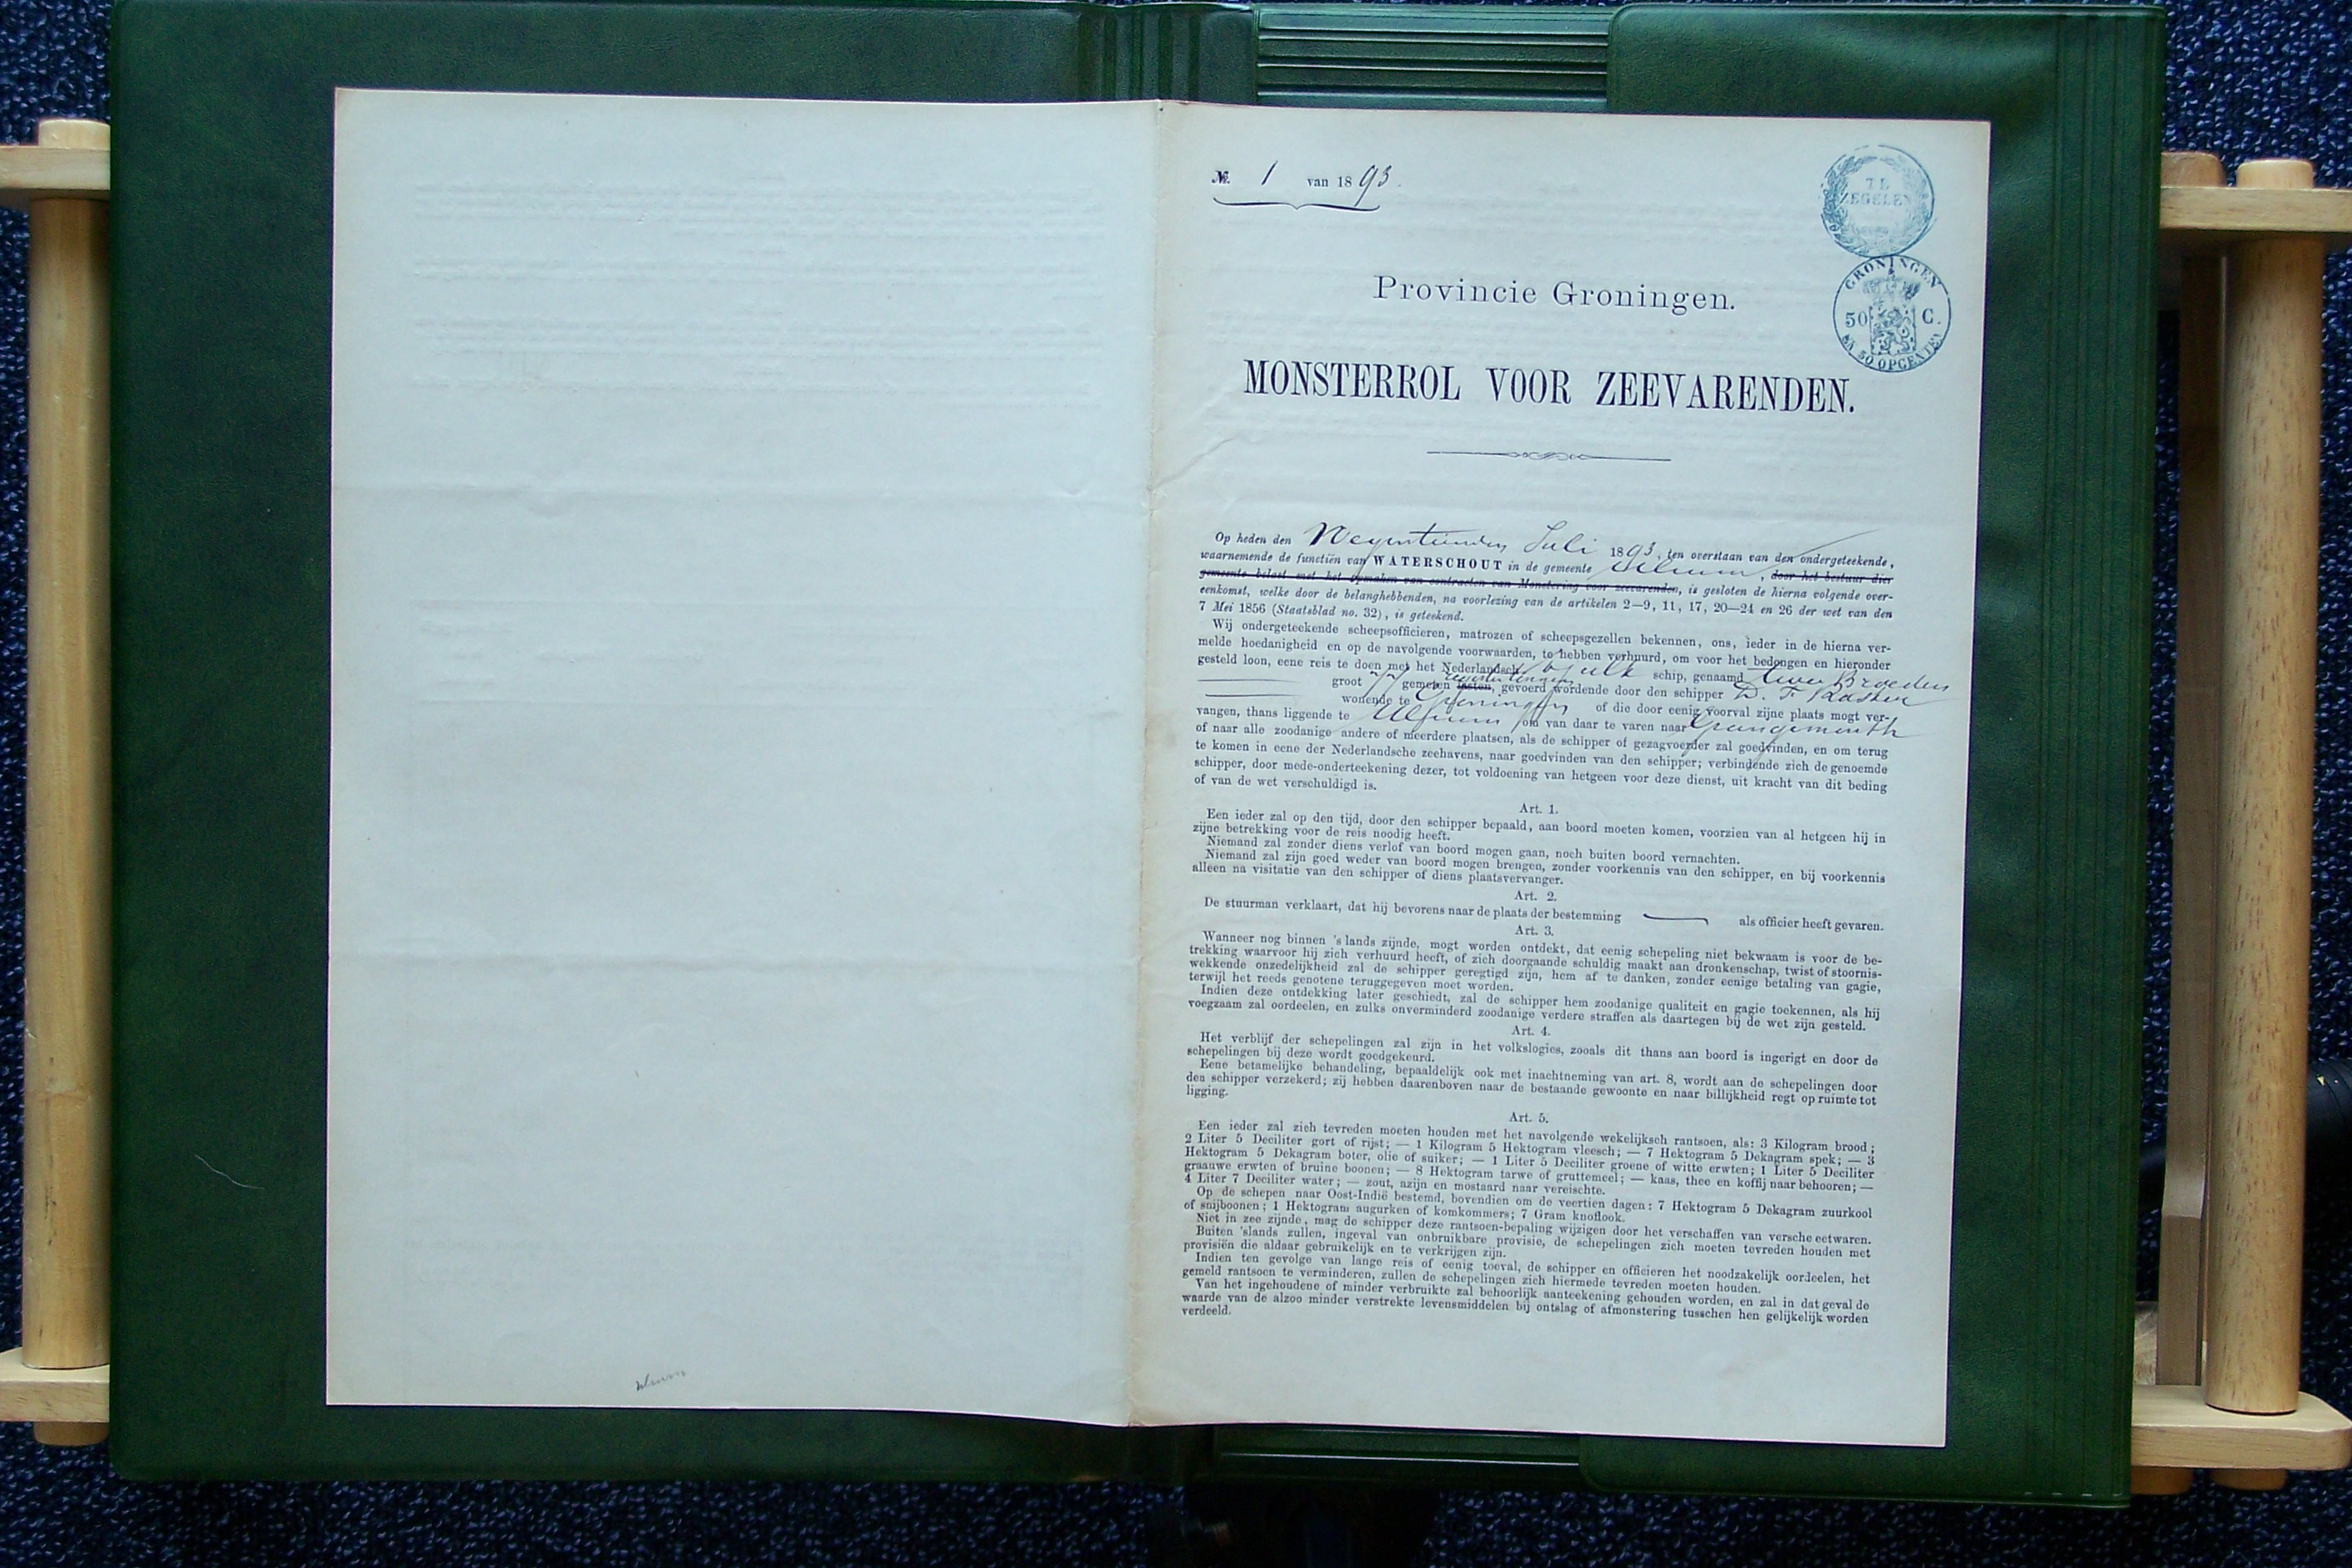 №. 1 van 1893.
TE
ZEGELEN
GRONINGEN
50 C.
EN 50 OPCENTEN
Provincie Groningen.
MONSTERROL VOOR ZEEVARENDEN.
Op heden den Negentienden Juli 1893, ten overstaan van den ondergeteekende,
waarnemende de functiën van WATERSCHOUT in de gemeente Ulrum, door het bestuur dier
gemeente belast met het opmaken van contracten van Monstering voor zeevarenden, is gesloten de hierna volgende over-
eenkomst, welke door de belanghebbenden, na voorlezing van de artikelen 2—9, 11, 17, 20—24 en 26 der wet van den
7 Mei 1856 (Staatsblad no. 32), is geteekend.
Wij ondergeteekende scheepsofficieren, matrozen of scheepsgezellen bekennen, ons, ieder in de hierna ver-
melde hoedanigheid en op de navolgende voorwaarden, te hebben verhuurd, om voor het bedongen en hieronder
gesteld loon, eene reis te doen met het Nederlandsch Tjalk schip, genaamd Twee Broeders
groot 77 gemeten lasten, registertonnen gevoerd wordende door den schipper D. F. Kasker
wonende te Groningen of die door eenig voorval zijne plaats mogt ver-
vangen, thans liggende te Ulrum om van daar te varen naar Grangemouth
of naar alle zoodanige andere of meerdere plaatsen, als de schipper of gezagvoerder zal goedvinden, en om terug
te komen in eene der Nederlandsche zeehavens, naar goedvinden van den schipper; verbindende zich de genoemde
schipper, door mede-onderteekening dezer, tot voldoening van hetgeen voor deze dienst, uit kracht van dit beding
of van de wet verschuldigd is.
Art. 1.
Een ieder zal op den tijd, door den schipper bepaald, aan boord moeten komen, voorzien van al hetgeen hij in
zijne betrekking voor de reis noodig heeft.
Niemand zal zonder diens verlof van boord mogen gaan, noch buiten boord vernachten.
Niemand zal zijn goed weder van boord mogen brengen, zonder voorkennis van den schipper, en bij voorkennis
alleen na visitatie van den schipper of diens plaatsvervanger.
Art. 2.
De stuurman verklaart, dat hij bevorens naar de plaats der bestemming — als officier heeft gevaren.
Art. 3.
Wanneer nog binnen 's lands zijnde, mogt worden ontdekt, dat eenig schepeling niet bekwaam is voor de be-
trekking waarvoor hij zich verhuurd heeft, of zich doorgaande schuldig maakt aan dronkenschap, twist of stoornis-
wekkende onzedelijkheid zal de schipper geregtigd zijn, hem af te danken, zonder eenige betaling van gagie,
terwijl het reeds genotene teruggegeven moet worden.
Indien deze ontdekking later geschiedt, zal de schipper hem zoodanige qualiteit en gagie toekennen, als hij
voegzaam zal oordeelen, en zulks onverminderd zoodanige verdere straffen als daartegen bij de wet zijn gesteld.
Art. 4.
Het verblijf der schepelingen zal zijn in het volkslogies, zooals dit thans aan boord is ingerigt en door de
schepelingen bij deze wordt goedgekeurd.
Eene betamelijke behandeling, bepaaldelijk ook met inachtneming van art. 8, wordt aan de schepelingen door
den schipper verzekerd; zij hebben daarenboven naar de bestaande gewoonte en naar billijkheid regt op ruimte tot
ligging.
Art. 5.
Een ieder zal zich tevreden moeten houden met het navolgende wekelijksch rantsoen, als: 3 Kilogram brood;
2 Liter 5 Deciliter gort of rijst; — 1 Kilogram 5 Hektogram vleesch; — 7 Hektogram 5 Dekagram spek; — 3
Hektogram 5 Dekagram boter, olie of suiker; — 1 Liter 5 Deciliter groene of witte erwten; 1 Liter 5 Deciliter
graauwe erwten of bruine boonen; — 8 Hektogram tarwe of gruttemeel; — kaas, thee en koffij naar behooren; —
4 Liter 7 Deciliter water; — zout, azijn en mostaard naar vereischte.
Op de schepen naar Oost-Indië bestemd, bovendien om de veertien dagen: 7 Hektogram 5 Dekagram zuurkool
of snijboonen; 1 Hektogram augurken of komkommers; 7 Gram knoflook.
Niet in zee zijnde, mag de schipper deze rantsoen-bepaling wijzigen door het verschaffen van versche eetwaren.
Buiten 'slands zullen, ingeval van onbruikbare provisie, de schepelingen zich moeten tevreden houden met
provisiën die aldaar gebruikelijk en te verkrijgen zijn.
Indien ten gevolge van lange reis of eenig toeval, de schipper en officieren het noodzakelijk oordeelen, het
gemeld rantsoen te verminderen, zullen de schepelingen zich hiermede tevreden moeten houden.
Van het ingehoudene of minder verbruikte zal behoorlijk aanteekening gehouden worden, en zal in dat geval de
waarde van de alzoo minder verstrekte levensmiddelen bij ontslag of afmonstering tusschen hen gelijkelijk worden
verdeeld.
Ulrum